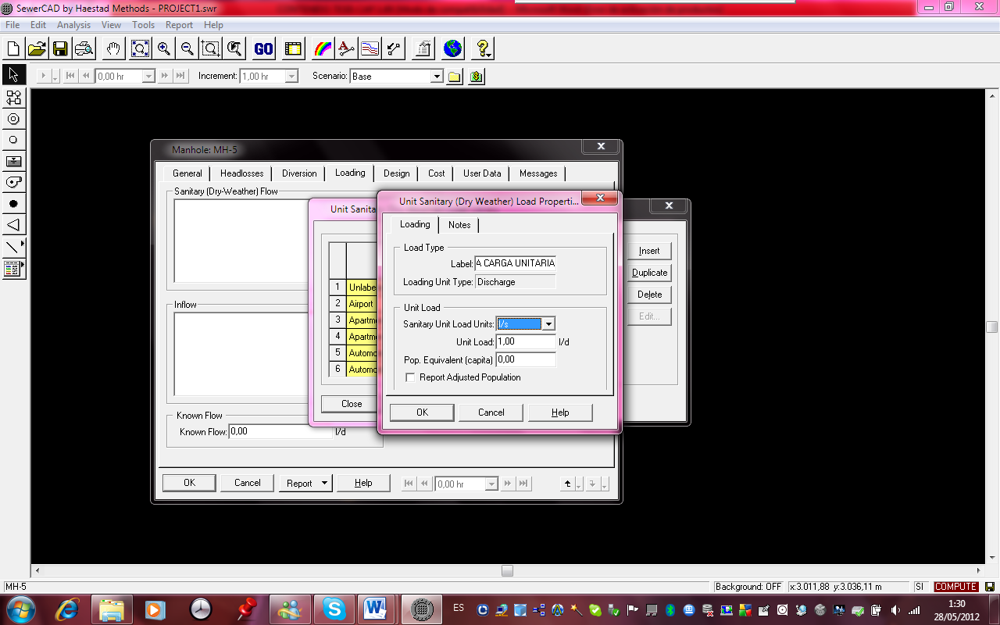 SewerCAD by Haestad Methods - PROJECT1.swr
File Edit Analysis View Tools Report Help
GO
0,00 hr Increment: 1,00 hr Scenario: Base
Manhole: MH-5
General Headlosses Diversion Loading Design Cost User Data Messages
Sanitary (Dry-Weather) Flow
Inflow
Known Flow
Known Flow: 0,00 l/d
OK Cancel Report Help 0,00 hr
Unit Sanita
1 Unlabe
2 Airport
3 Apartm
4 Apartm
5 Automo
6 Automo
Close
Insert
Duplicate
Delete
Edit...
Unit Sanitary (Dry Weather) Load Properti...
Loading Notes
Load Type
Label: A CARGA UNITARIA
Loading Unit Type: Discharge
Unit Load
Sanitary Unit Load Units: l/s
Unit Load: 1,00 l/d
Pop. Equivalent (capita) 0,00
Report Adjusted Population
OK Cancel Help
MH-5 Background: OFF x:3.011,88 y:3.036,11 m SI COMPUTE
ES
1:30
28/05/2012